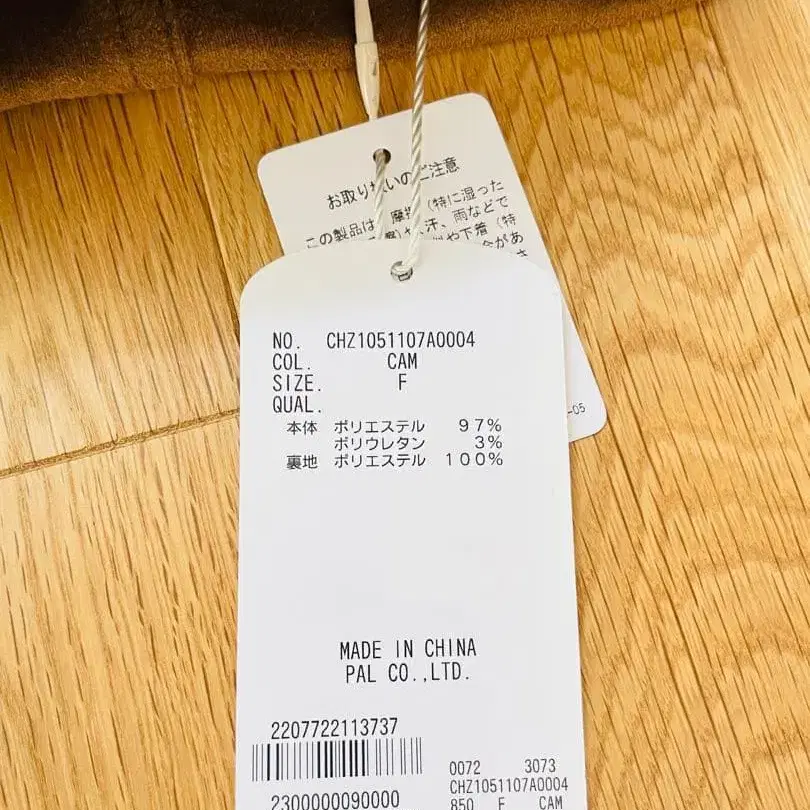 お取り扱いのご注意
この製品は、摩擦（特に湿った
汗、雨などで
や下着（特
NO. CHZ1051107A0004
COL. CAM
SIZE. F
QUAL.
本体 ポリエステル 97%
ポリウレタン 3%
裏地 ポリエステル 100%
-05
MADE IN CHINA
PAL CO.,LTD.
2207722113737
2300000090000
0072 3073
CHZ1051107A0004
850 F CAM